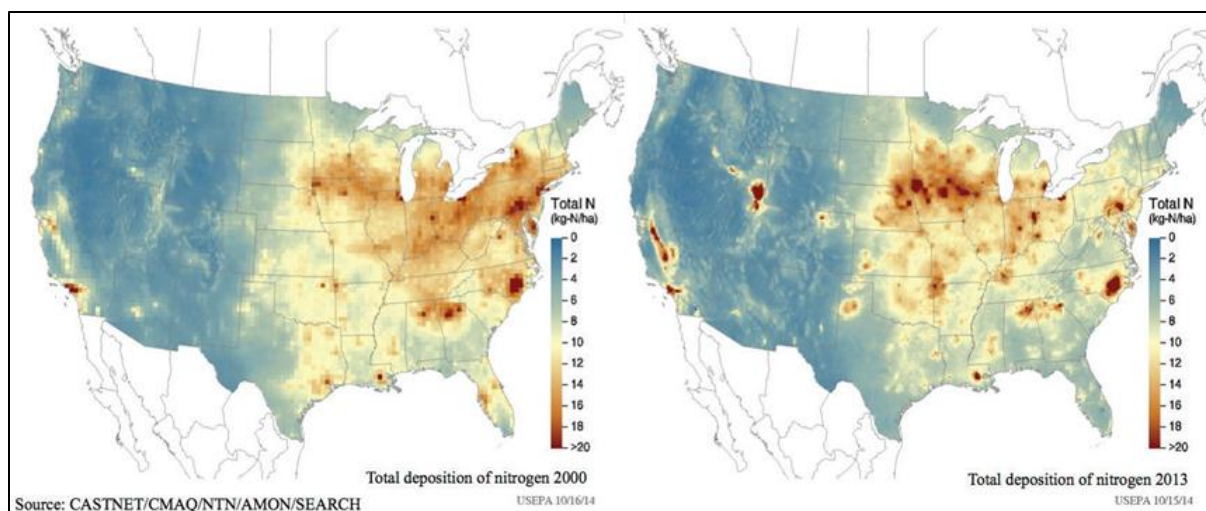 Total N
(kg-N/ha)
0
2
4
6
8
10
12
14
16
18
>20
Total deposition of nitrogen 2000
USEPA 10/16/14
Source: CASTNET/CMAQ/NTN/AMON/SEARCH
Total N
(kg-N/ha)
0
2
4
6
8
10
12
14
16
18
>20
Total deposition of nitrogen 2013
USEPA 10/15/14